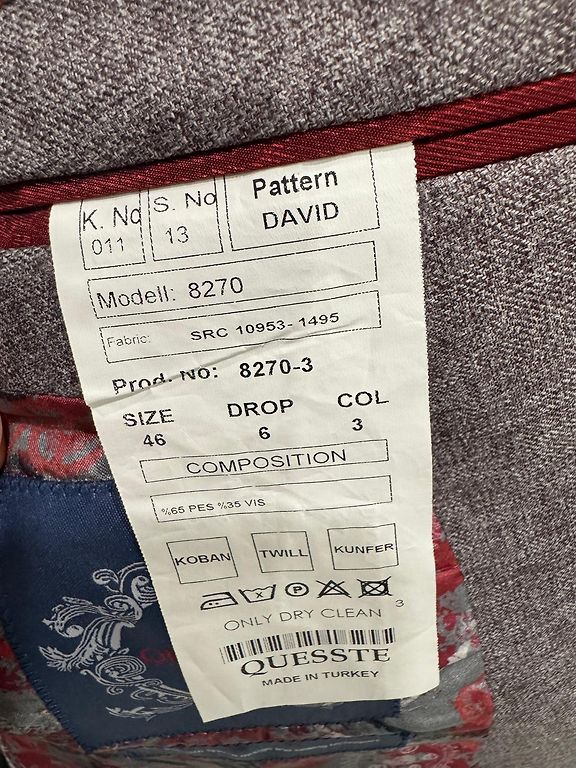 K. No
011
S. No
13
Pattern
DAVID
Modell: 8270
Fabric: SRC 10953-1495
Prod. No: 8270-3
SIZE DROP COL
46 6 3
COMPOSITION
%65 PES %35 VIS
KOBAN TWILL KUNFER
ONLY DRY CLEAN 3
QUESSTE
MADE IN TURKEY